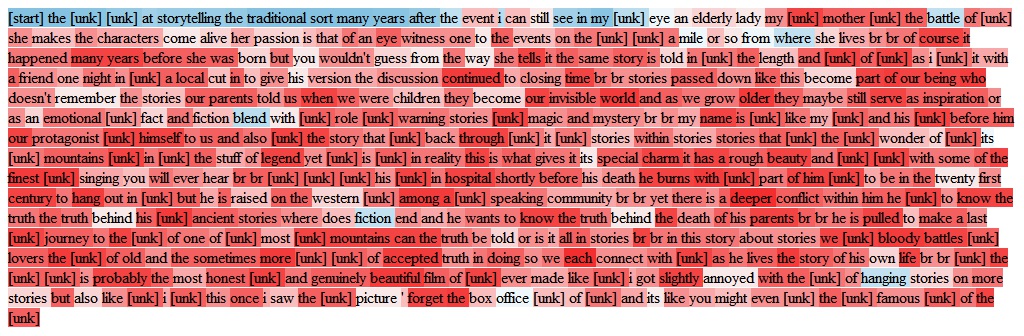 [start] the [unk] [unk] at storytelling the traditional sort many years after the event i can still see in my [unk] eye an elderly lady my [unk] mother [unk] the battle of [unk]
she makes the characters come alive her passion is that of an eye witness one to the events on the [unk] [unk] a mile or so from where she lives br br of course it
happened many years before she was born but you wouldn't guess from the way she tells it the same story is told in [unk] the length and [unk] of [unk] as i [unk] it with
a friend one night in [unk] a local cut in to give his version the discussion continued to closing time br br stories passed down like this become part of our being who
doesn't remember the stories our parents told us when we were children they become our invisible world and as we grow older they maybe still serve as inspiration or
as an emotional [unk] fact and fiction blend with [unk] role [unk] warning stories [unk] magic and mystery br br my name is [unk] like my [unk] and his [unk] before him
our protagonist [unk] himself to us and also [unk] the story that [unk] back through [unk] it [unk] stories within stories stories that [unk] the [unk] wonder of [unk] its
[unk] mountains [unk] in [unk] the stuff of legend yet [unk] is [unk] in reality this is what gives it its special charm it has a rough beauty and [unk] [unk] with some of the
finest [unk] singing you will ever hear br br [unk] [unk] [unk] his [unk] in hospital shortly before his death he burns with [unk] part of him [unk] to be in the twenty first
century to hang out in [unk] but he is raised on the western [unk] among a [unk] speaking community br br yet there is a deeper conflict within him he [unk] to know the
truth the truth behind his [unk] ancient stories where does fiction end and he wants to know the truth behind the death of his parents br br he is pulled to make a last
[unk] journey to the [unk] of one of [unk] most [unk] mountains can the truth be told or is it all in stories br br in this story about stories we [unk] bloody battles [unk]
lovers the [unk] of old and the sometimes more [unk] [unk] of accepted truth in doing so we each connect with [unk] as he lives the story of his own life br br [unk] the
[unk] [unk] is probably the most honest [unk] and genuinely beautiful film of [unk] ever made like [unk] i got slightly annoyed with the [unk] of hanging stories on more
stories but also like [unk] i [unk] this once i saw the [unk] picture ' forget the box office [unk] of [unk] and its like you might even [unk] the [unk] famous [unk] of the
[unk]